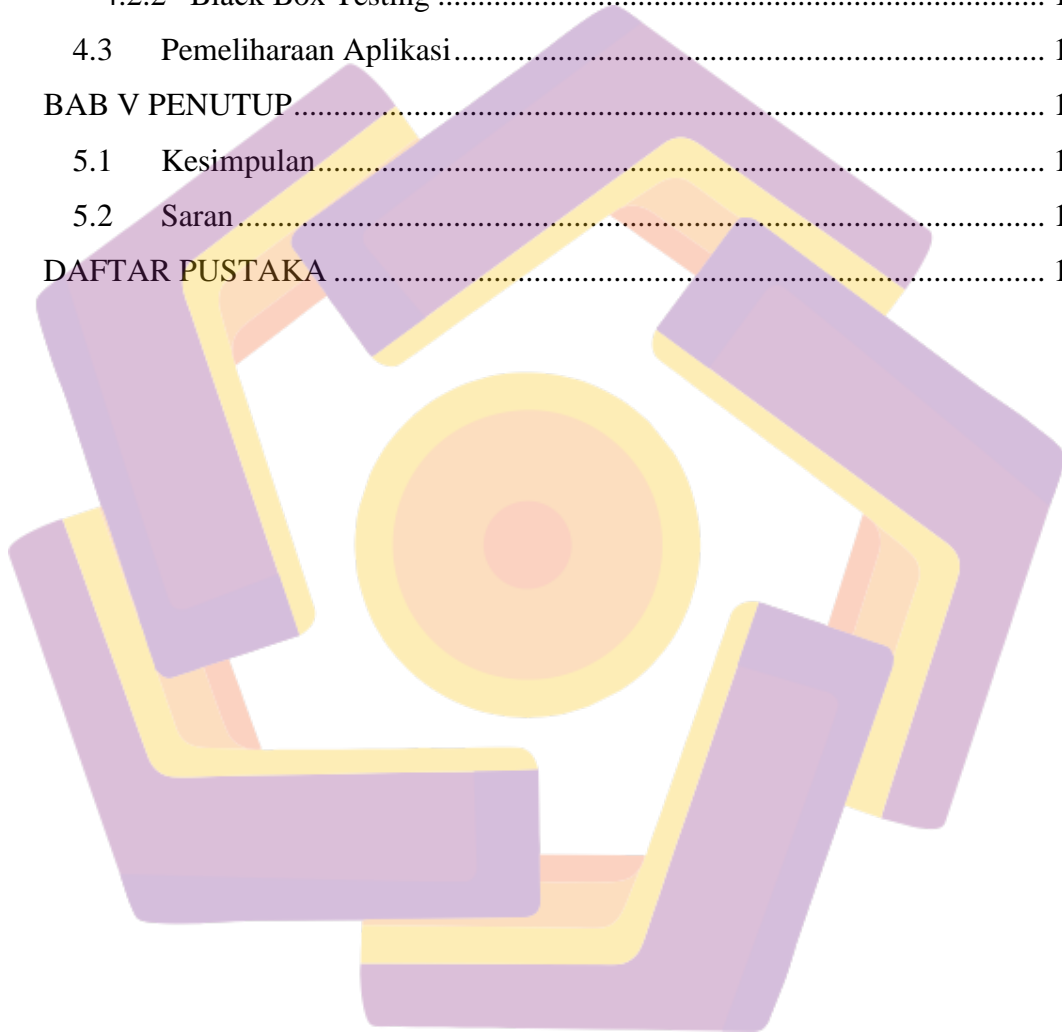 4.2.2 Black Box Testing ........................................................................ 1
4.3 Pemeliharaan Aplikasi ........................................................................ 1
BAB V PENUTUP ........................................................................ 1
5.1 Kesimpulan ........................................................................ 1
5.2 Saran ........................................................................ 1
DAFTAR PUSTAKA ........................................................................ 1